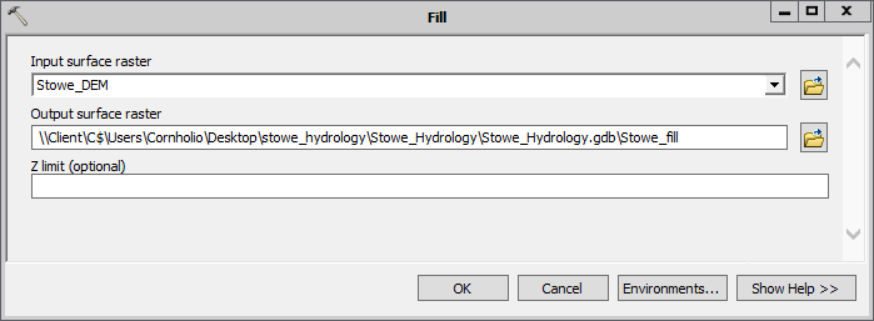 Fill
Input surface raster
Stowe_DEM
Output surface raster
\\Client\C$\Users\Cornholio\Desktop\stowe_hydrology\Stowe_Hydrology\Stowe_Hydrology.gdb\Stowe_fill
Z limit (optional)
OK Cancel Environments... Show Help >>